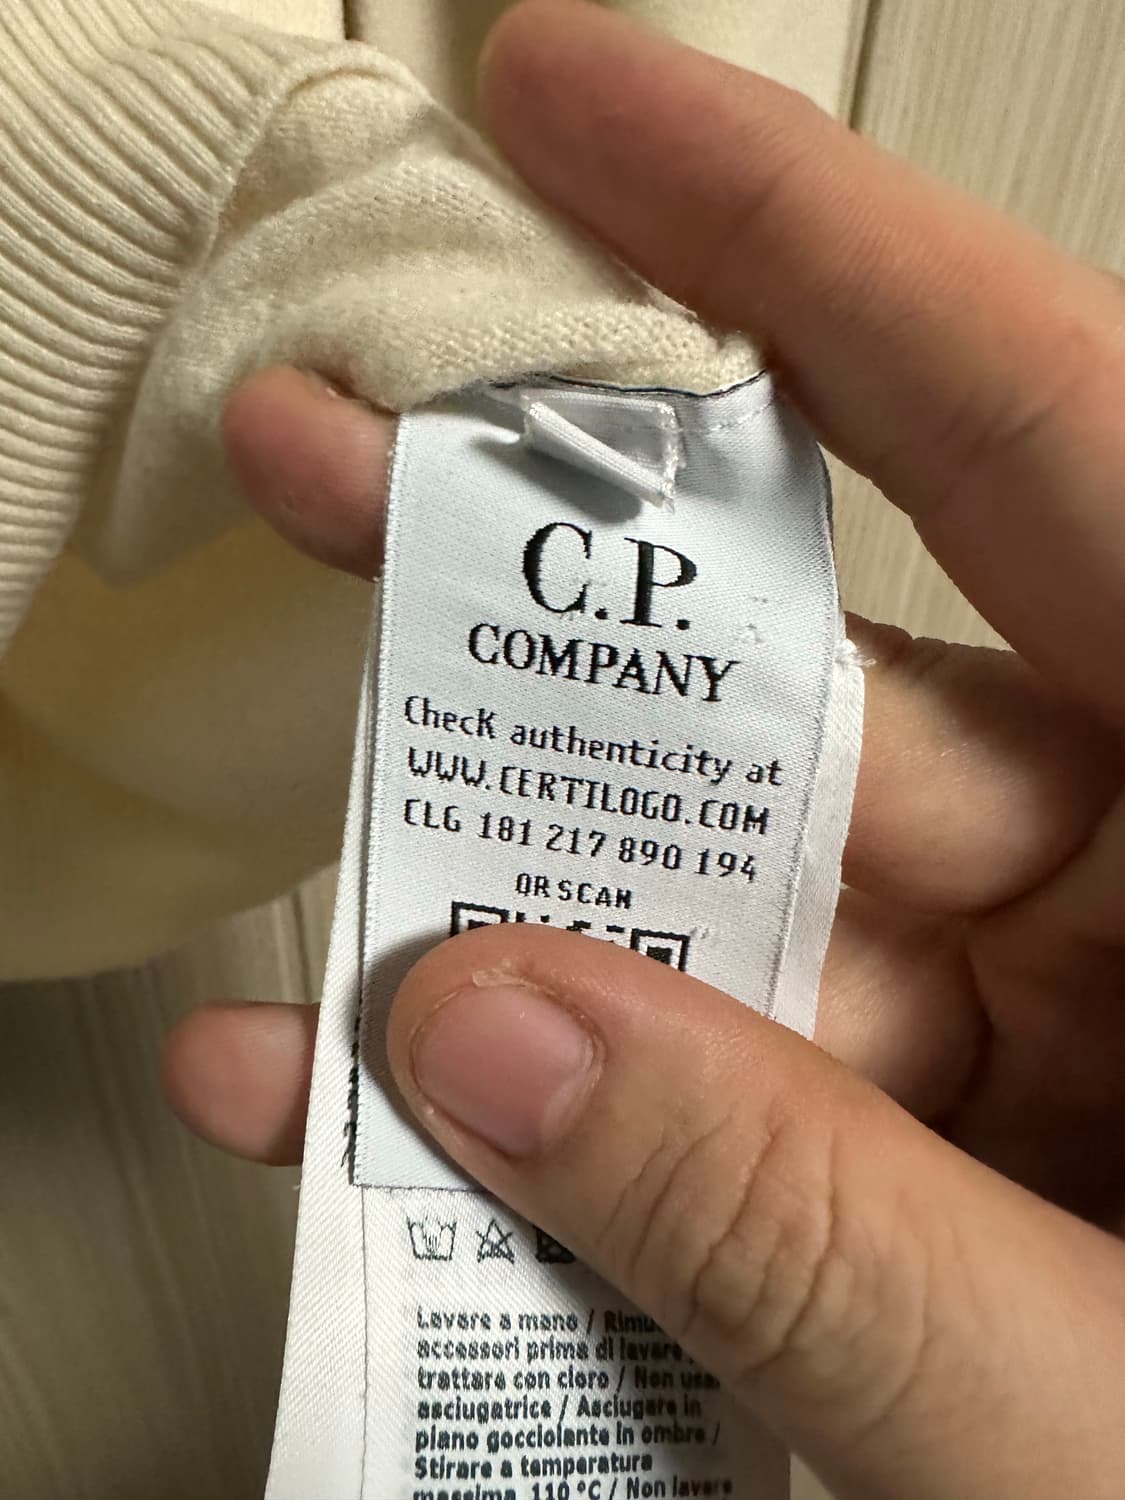 C.P.
COMPANY
Check authenticity at
WWW.CERTILOGO.COM
CLG 181 217 890 194
OR SCAN
Lavare a mano /
accessori prima di lavare
trattare con cloro / Non
asciugatrice / Asciugare in
piano gocciolante in ombra /
Stirare a temperatura
massima 110 °C / Non lavare